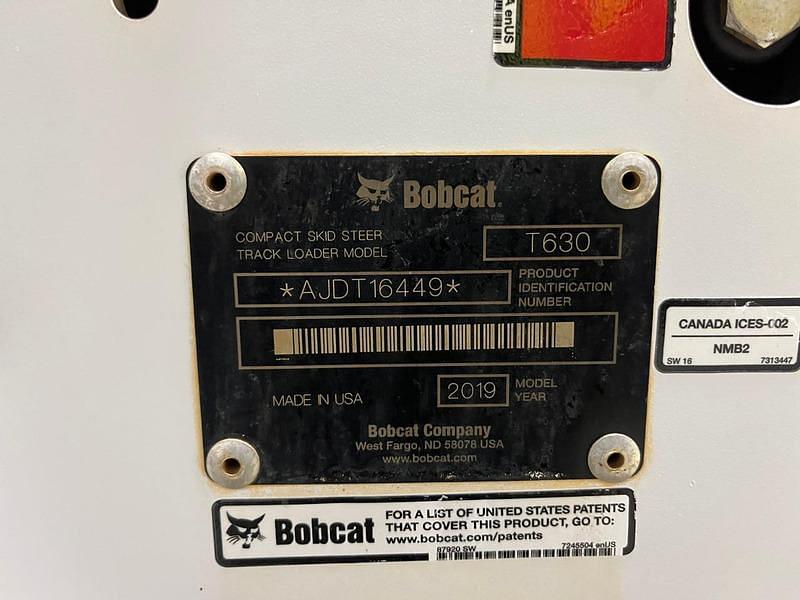 A enUS
Bobcat
COMPACT SKID STEER
TRACK LOADER MODEL
T630
*AJDT16449*
PRODUCT
IDENTIFICATION
NUMBER
MADE IN USA
2019
MODEL
YEAR
Bobcat Company
West Fargo, ND 58078 USA
www.bobcat.com
CANADA ICES-002
NMB2
SW 16
7313447
Bobcat
FOR A LIST OF UNITED STATES PATENTS
THAT COVER THIS PRODUCT, GO TO:
www.bobcat.com/patents
87920 SW
7245504 enUS